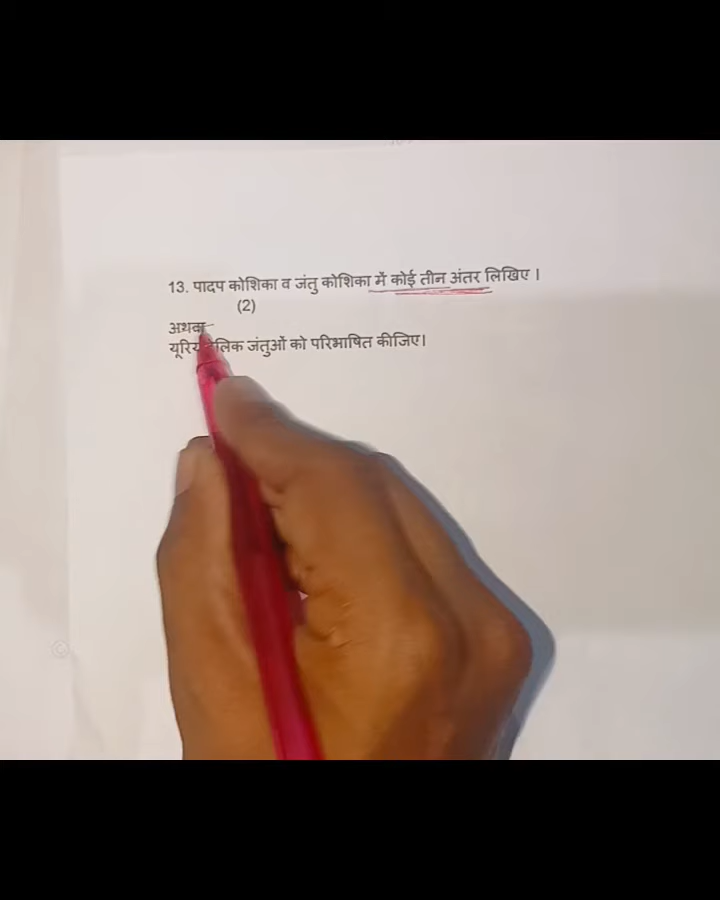 13. पादप कोशिका व जंतु कोशिका में कोई तीन अंतर लिखिए ।
(2)
अथवा
जंतुओं को परिभाषित कीजिए।